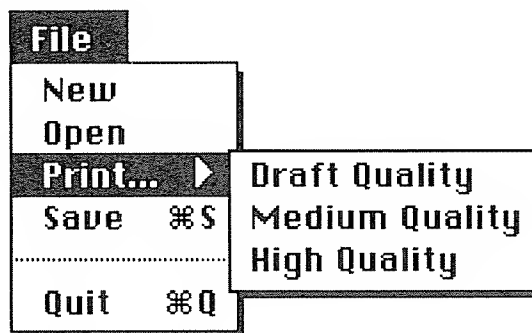 File
New
Open
Print...
Draft Quality
Save ⌘S
Medium Quality
High Quality
Quit ⌘Q